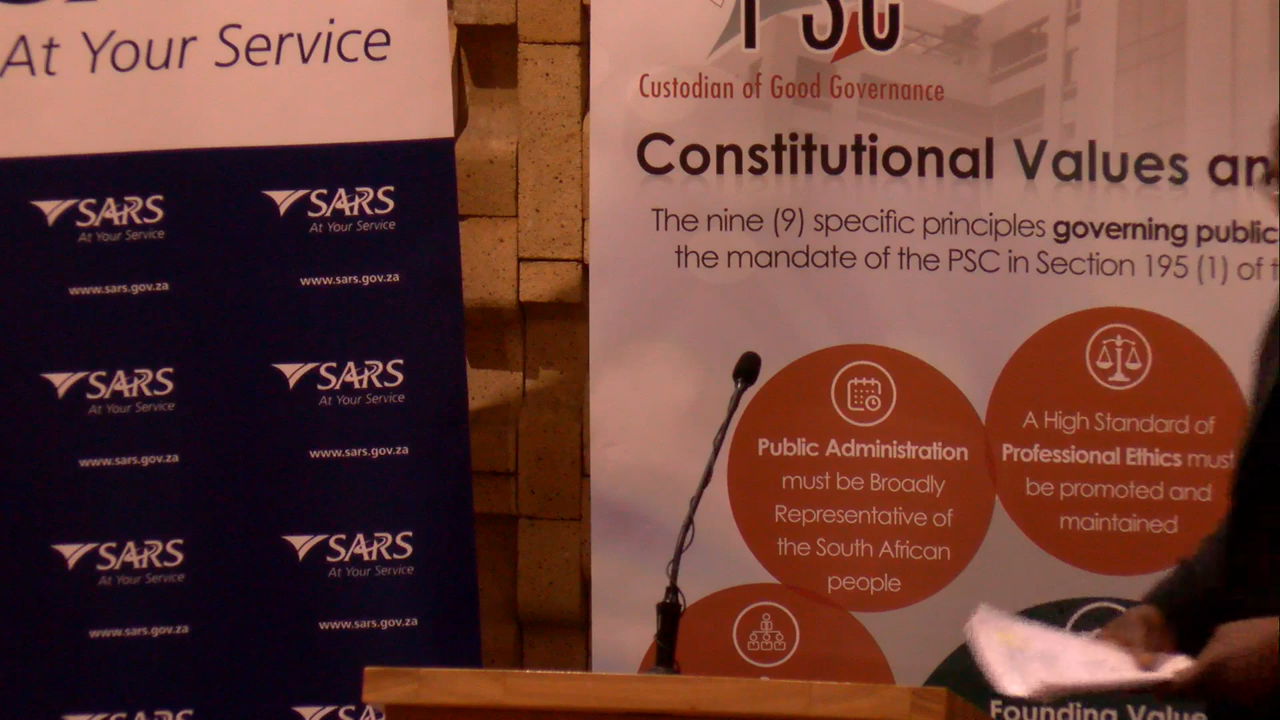 At Your Service
SARS
At Your Service
www.sars.gov.za
SARS
At Your Service
www.sars.gov.za
SARS
At Your Service
www.sars.gov.za
SARS
At Your Service
www.sars.gov.za
SARS
At Your Service
www.sars.gov.za
SARS
At Your Service
www.sars.gov.za
SARS
PSC
Custodian of Good Governance
Constitutional Values
The nine (9) specific principles governing public
the mandate of the PSC in Section 195 (1) of
Public Administration
must be Broadly
Representative of
the South African
people
A High Standard of
Professional Ethics must
be promoted and
maintained
Founding